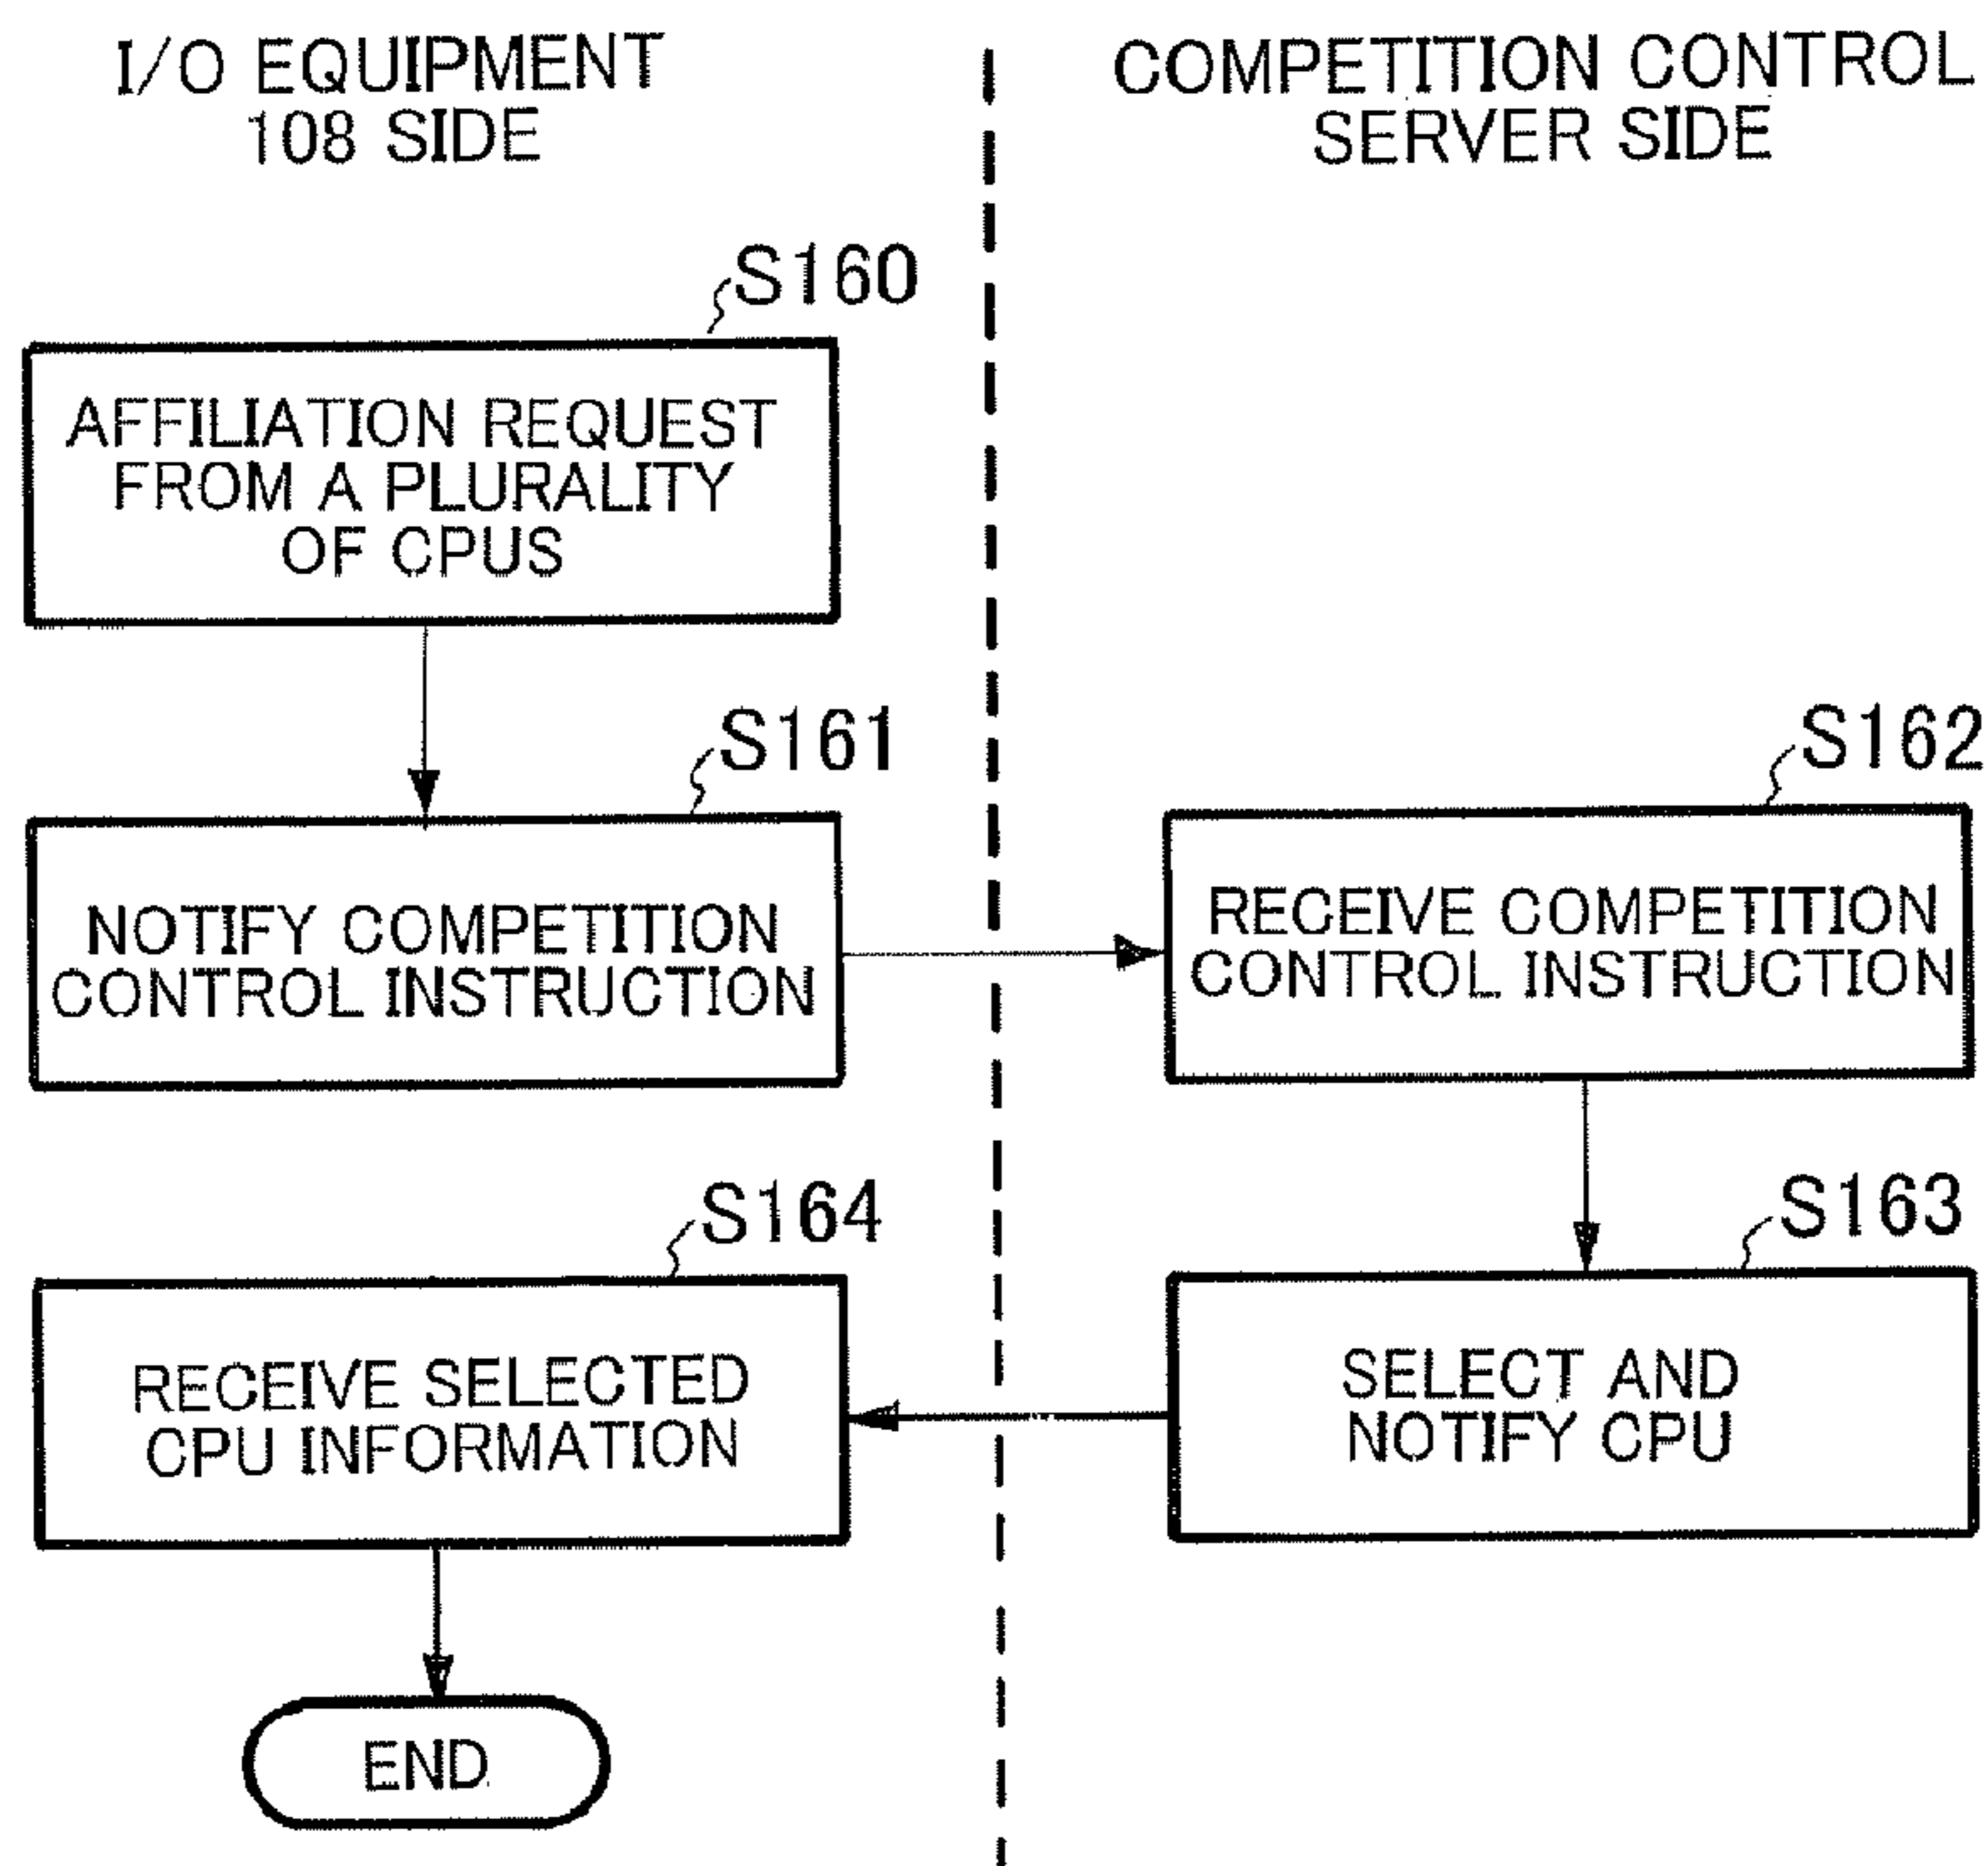 I/O EQUIPMENT
108 SIDE
COMPETITION CONTROL
SERVER SIDE
S160
AFFILIATION REQUEST
FROM A PLURALITY
OF CPUS
S161
NOTIFY COMPETITION
CONTROL INSTRUCTION
S162
RECEIVE COMPETITION
CONTROL INSTRUCTION
S163
SELECT AND
NOTIFY CPU
S164
RECEIVE SELECTED
CPU INFORMATION
END